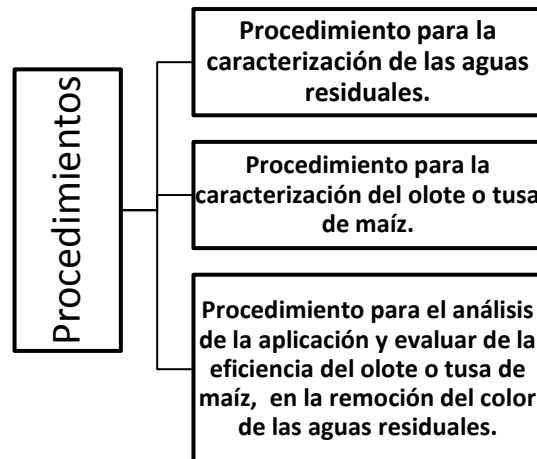 Procedimientos
Procedimiento para la
caracterización de las aguas
residuales.
Procedimiento para la
caracterización del olote o tusa
de maíz.
Procedimiento para el análisis
de la aplicación y evaluar de la
eficiencia del olote o tusa de
maíz, en la remoción del color
de las aguas residuales.